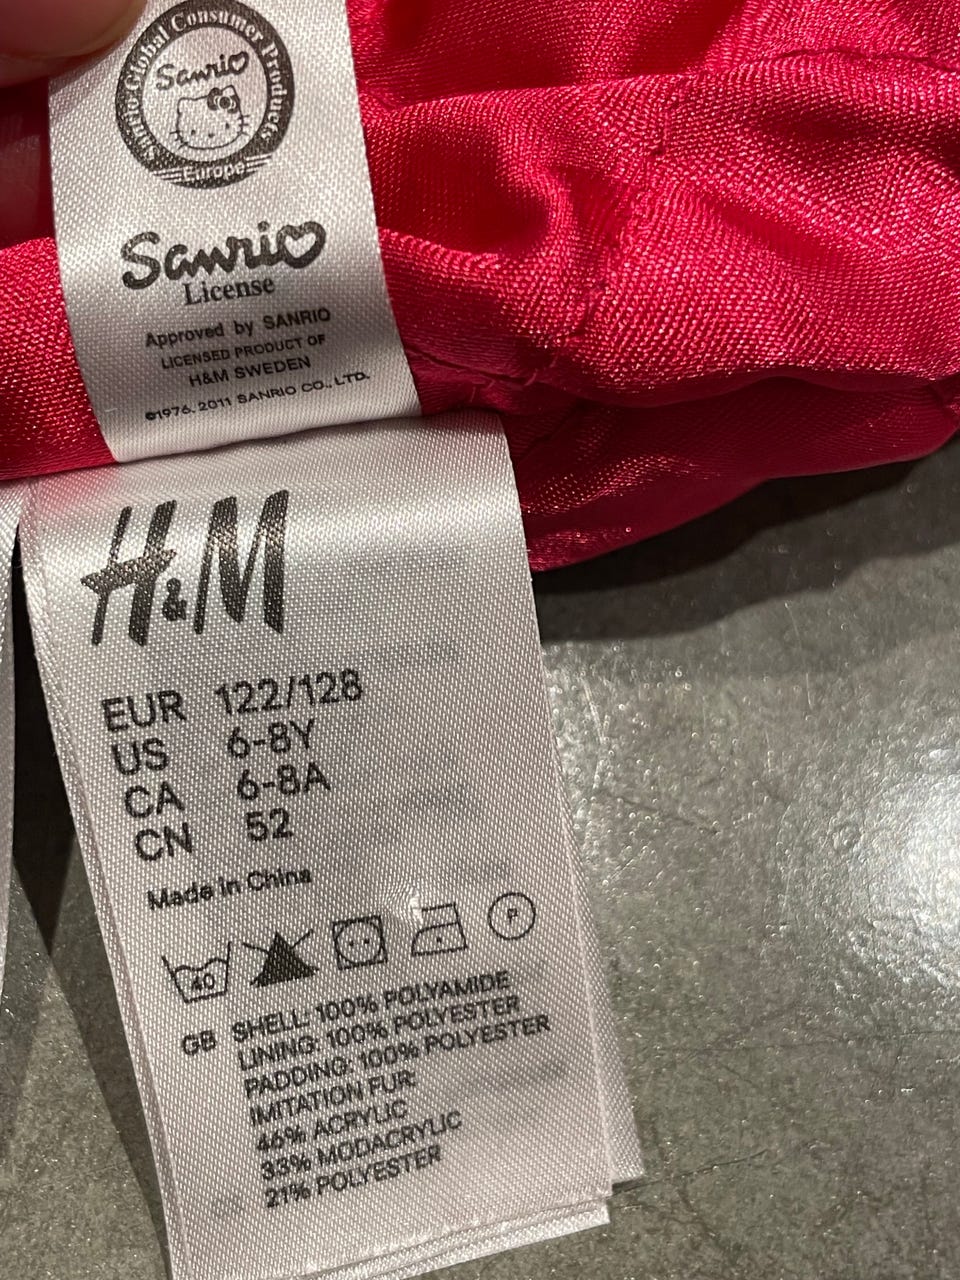 Sanrio Global Consumer Products
Sanrio
Europe
Sanrio
License
Approved by SANRIO
LICENSED PRODUCT OF
H&M SWEDEN
©1976, 2011 SANRIO CO., LTD.
H&M
EUR 122/128
US 6-8Y
CA 6-8A
CN 52
Made in China
40
P
GB SHELL: 100% POLYAMIDE
LINING: 100% POLYESTER
PADDING: 100% POLYESTER
IMITATION FUR:
46% ACRYLIC
33% MODACRYLIC
21% POLYESTER